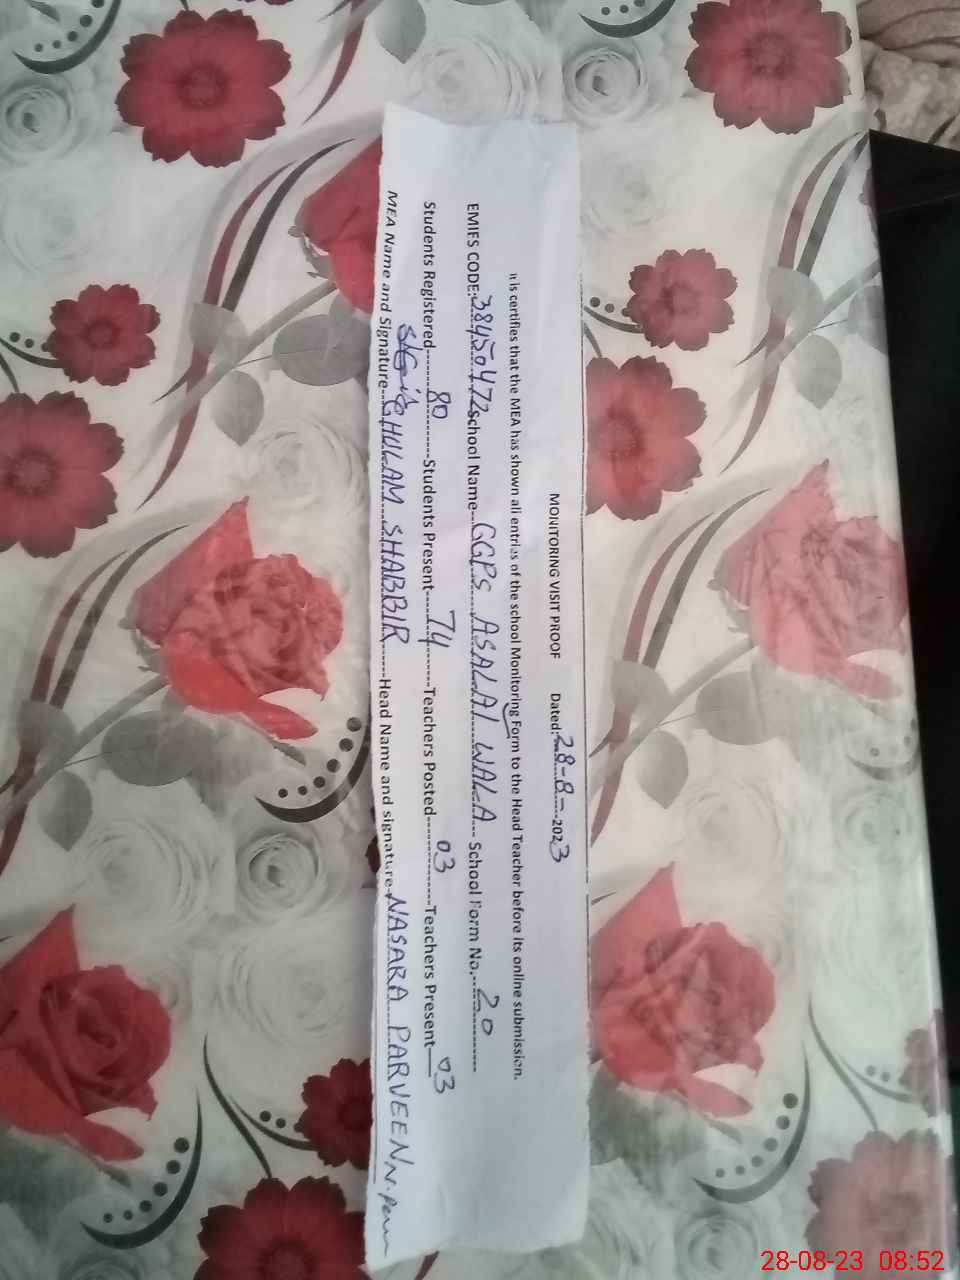 MONITORING VISIT PROOF Dated:28-8-2023
It is certifies that the MEA has shown all entries of the school Monitoring Form to the Head Teacher before its online submission.
EMIFS CODE:38450472 School Name GGPS ASALAI WALA School Form No. 20
Students Registered 80 Students Present 74 Teachers Posted 03 Teachers Present 03
MEA Name and Signature GHULAM SHABBIR Head Name and signature NASARA PARVEEN
28-08-23 08:52